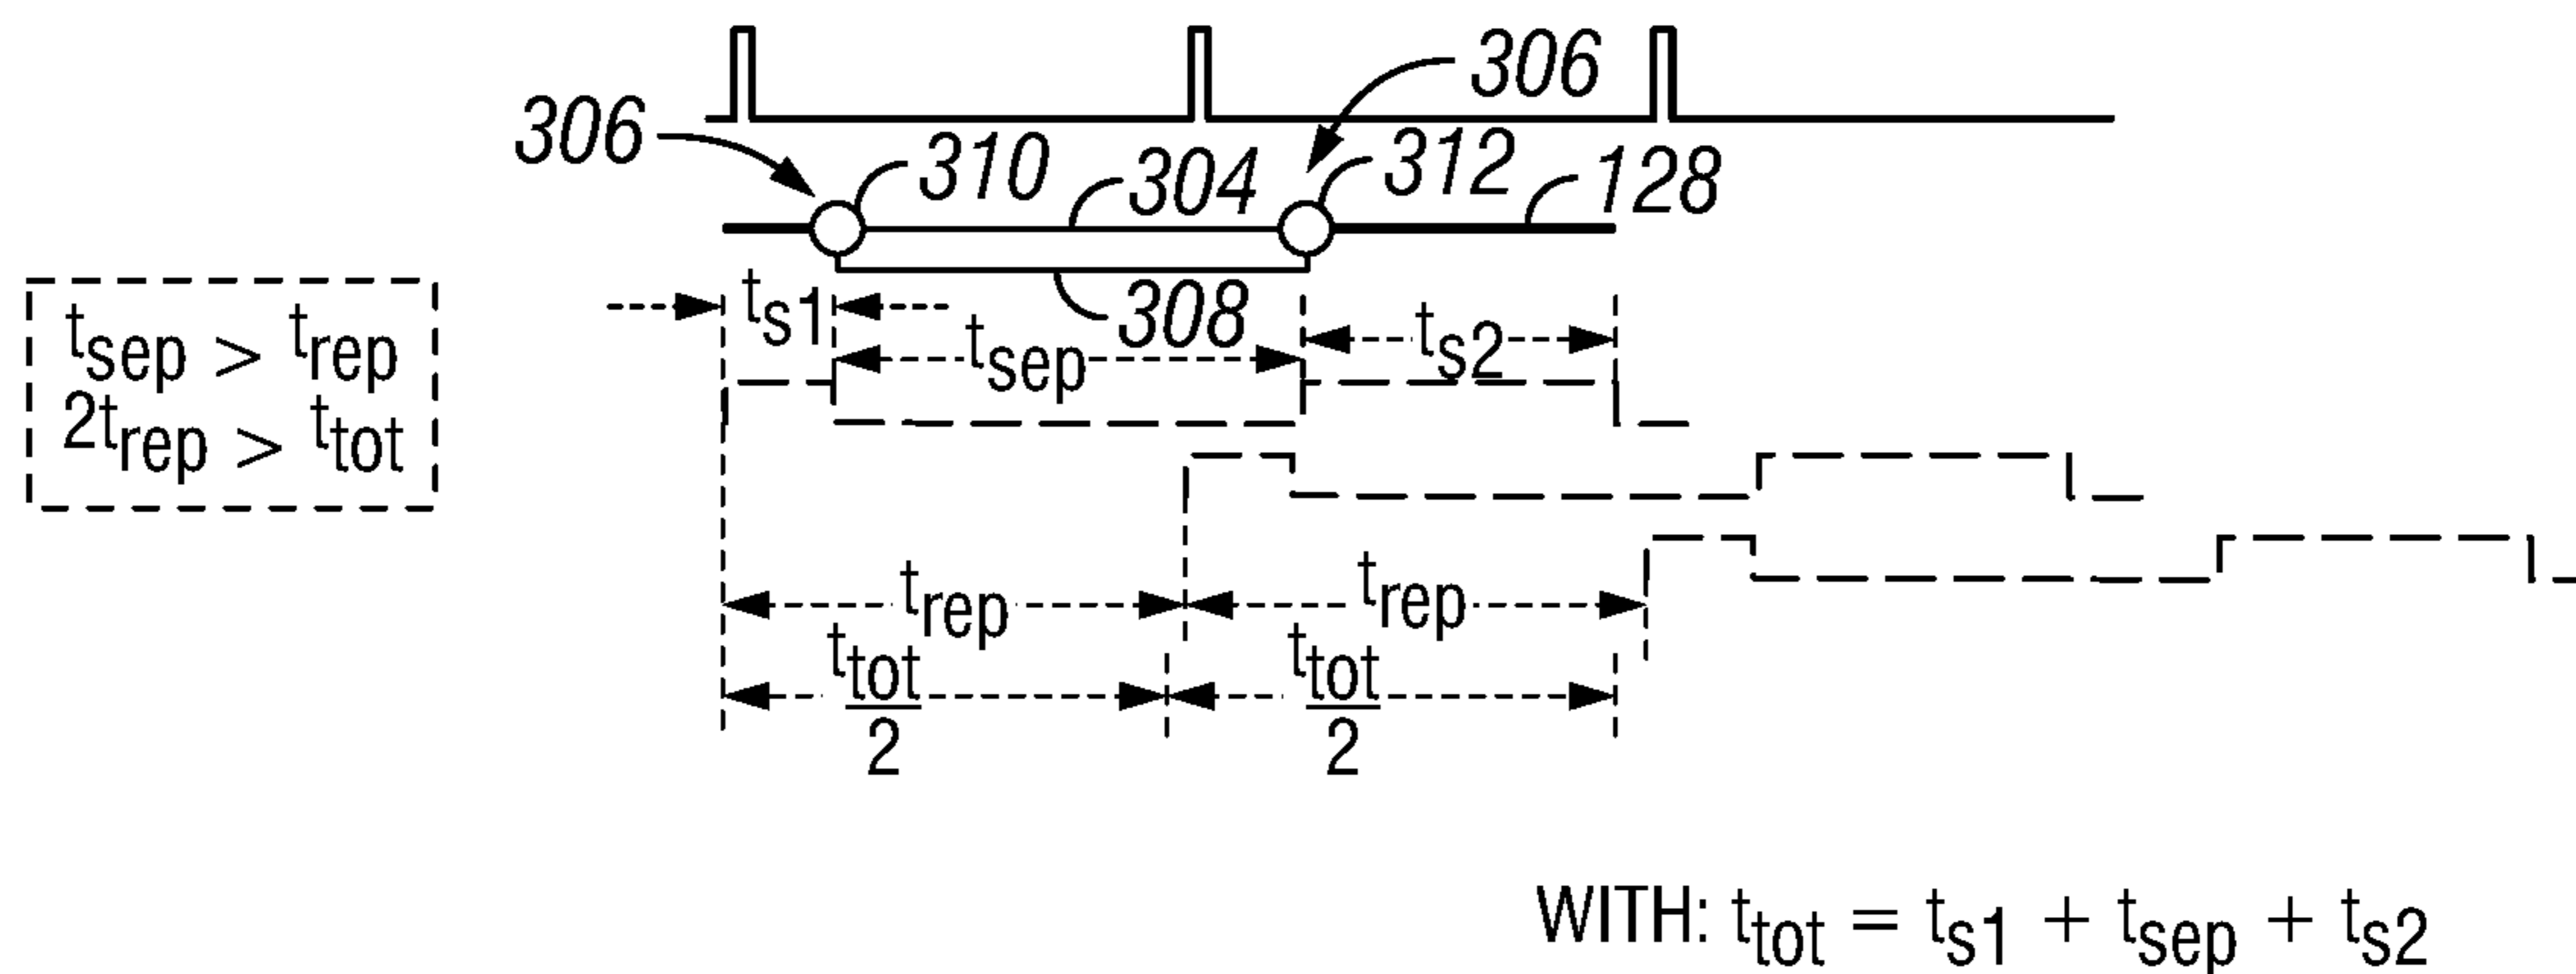 306
306
310
304
312
128
308
ts1
tsep
ts2
tsep > trep
2trep > ttot
trep
trep
ttot
2
ttot
2
WITH: ttot = ts1 + tsep + ts2